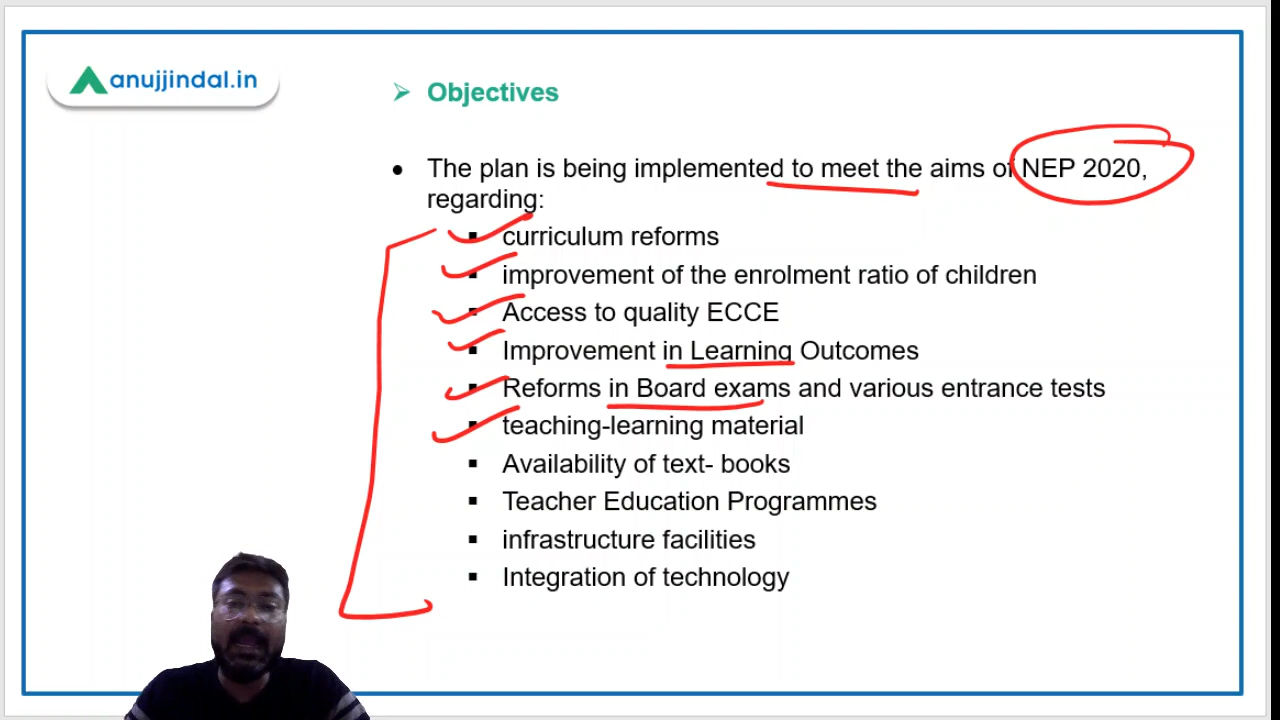 anujjindal.in
➢ Objectives
● The plan is being implemented to meet the aims of NEP 2020,
regarding:
▪ curriculum reforms
▪ improvement of the enrolment ratio of children
▪ Access to quality ECCE
▪ Improvement in Learning Outcomes
▪ Reforms in Board exams and various entrance tests
▪ teaching-learning material
▪ Availability of text- books
▪ Teacher Education Programmes
▪ infrastructure facilities
▪ Integration of technology